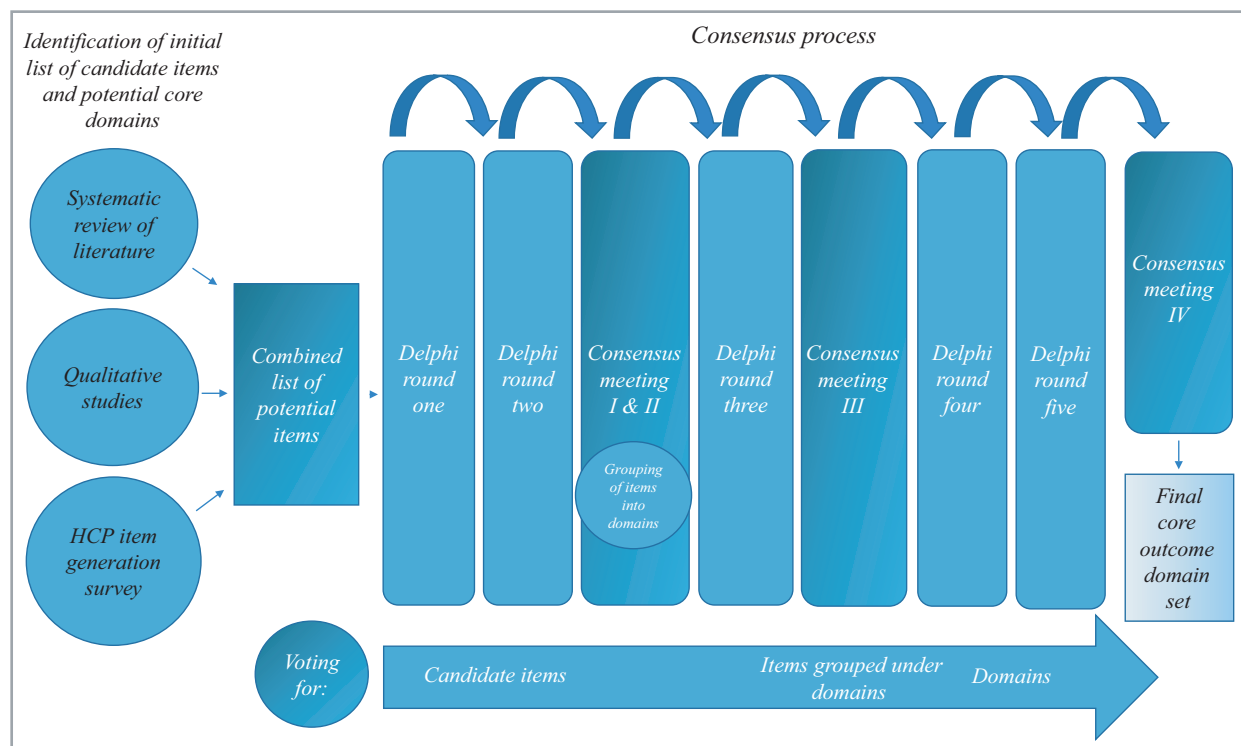 Identification of initial
list of candidate items
and potential core
domains
Consensus process
Systematic
review of
literature
Qualitative
studies
HCP item
generation
survey
Combined
list of
potential
items
Delphi
round
one
Delphi
round
two
Consensus
meeting
I & II
Grouping
of items
into
domains
Delphi
round
three
Consensus
meeting
III
Delphi
round
four
Delphi
round
five
Consensus
meeting
IV
Final
core
outcome
domain
set
Voting
for:
Candidate items
Items grouped under
domains
Domains